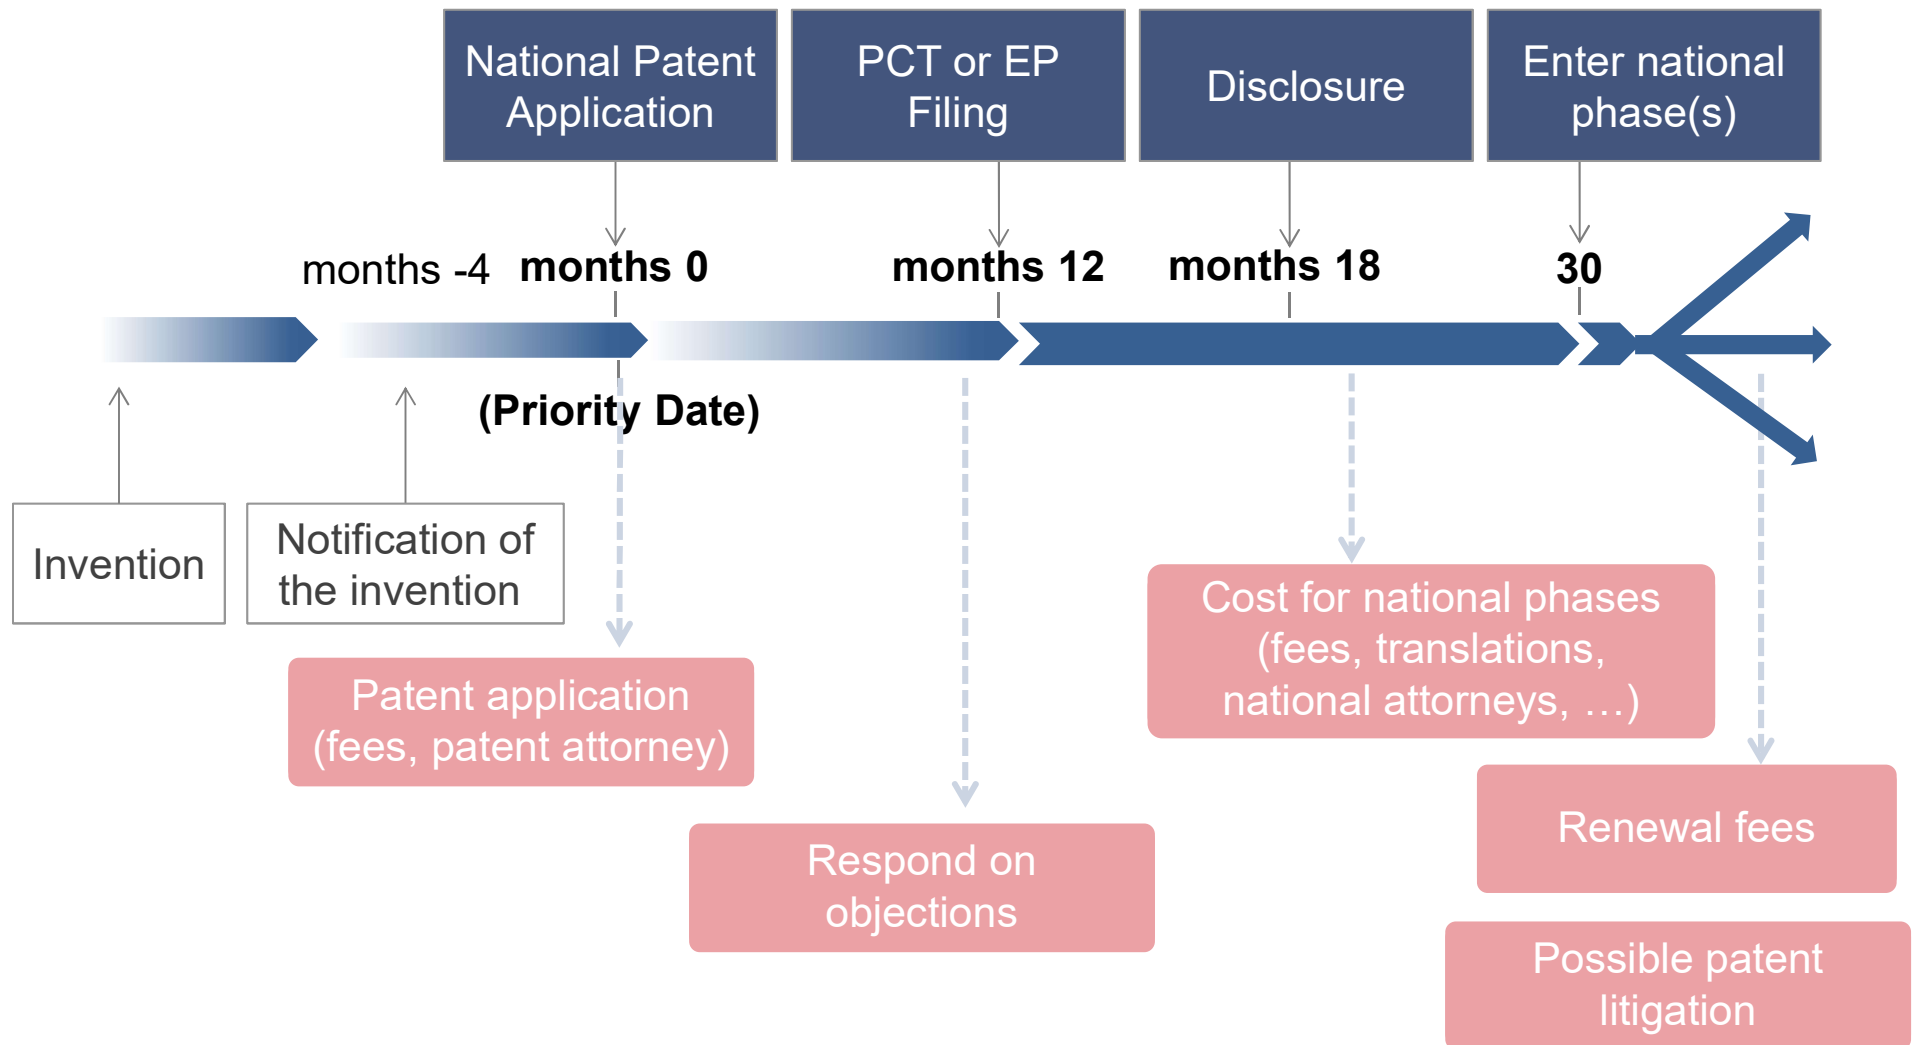 National Patent
Application
PCT or EP
Filing
Disclosure
Enter national
phase(s)
months -4
months 0
months 12
months 18
30
(Priority Date)
Invention
Notification of
the invention
Patent application
(fees, patent attorney)
Respond on
objections
Cost for national phases
(fees, translations,
national attorneys, …)
Renewal fees
Possible patent
litigation